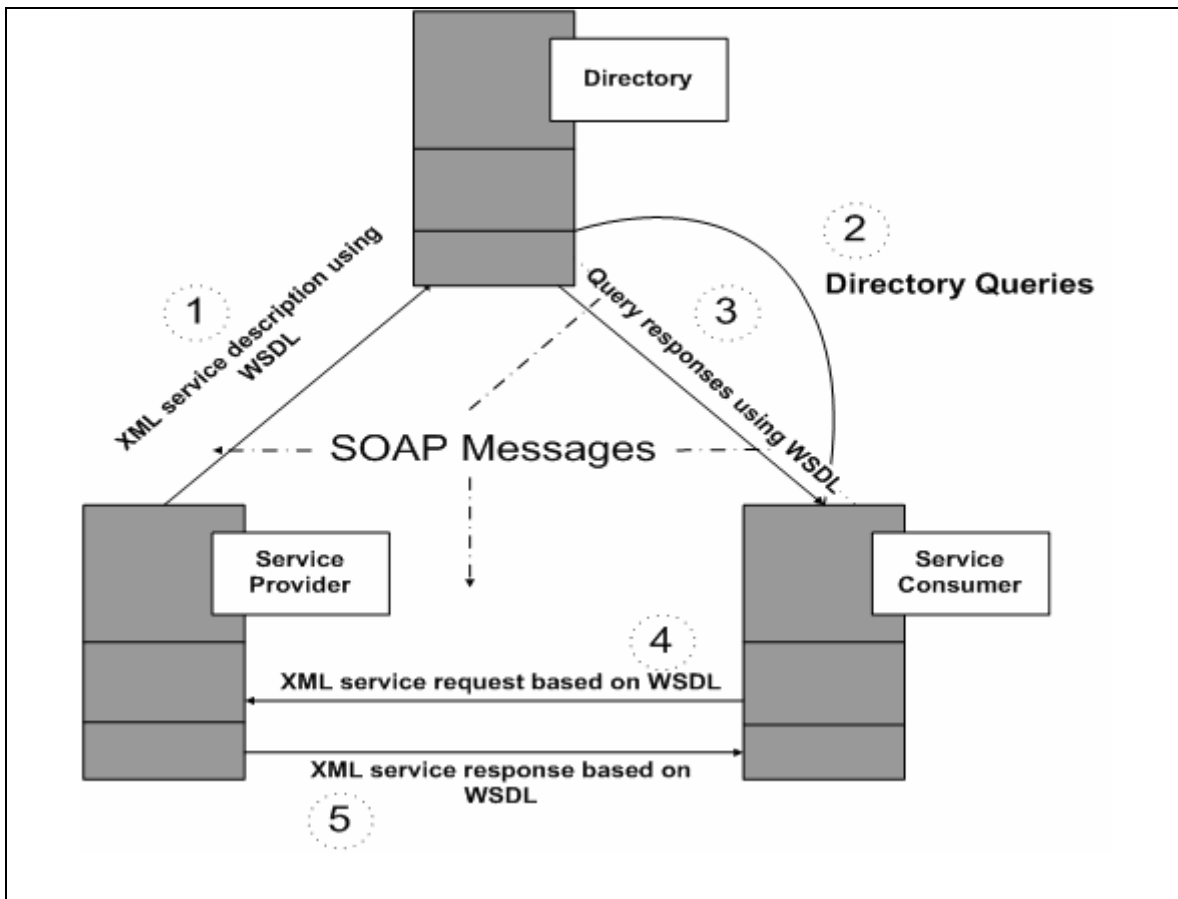 Directory
2
Directory Queries
1
XML service description using
WSDL
3
Query responses using WSDL
SOAP Messages
Service
Provider
Service
Consumer
4
XML service request based on WSDL
XML service response based on
WSDL
5